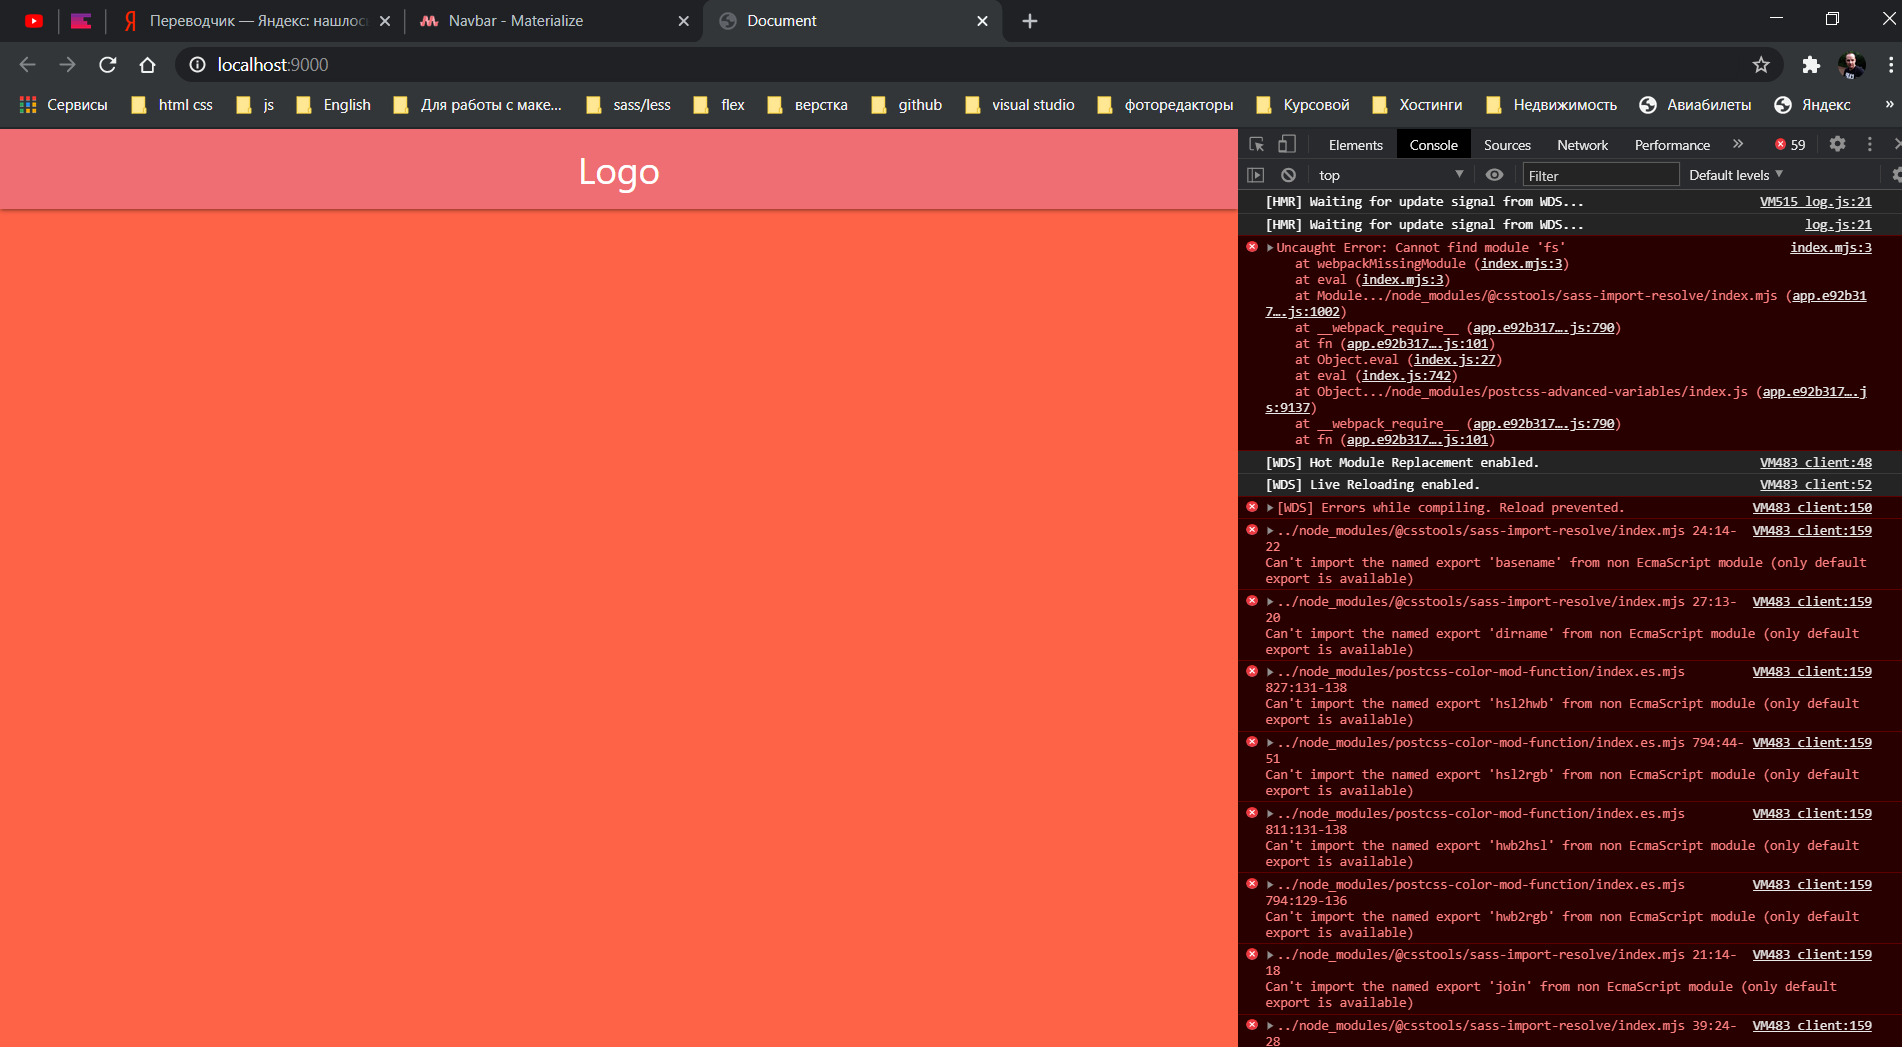 Переводчик — Яндекс: нашлос
Navbar - Materialize
Document
localhost:9000
Сервисы
html css
js
English
Для работы с маке...
sass/less
flex
верстка
github
visual studio
фоторедакторы
Курсовой
Хостинги
Недвижимость
Авиабилеты
Яндекс
»
Logo
Elements
Console
Sources
Network
Performance
»
59
top
Filter
Default levels
[HMR] Waiting for update signal from WDS... VM515 log.js:21
[HMR] Waiting for update signal from WDS... log.js:21
Uncaught Error: Cannot find module 'fs' index.mjs:3
at webpackMissingModule (index.mjs:3)
at eval (index.mjs:3)
at Module.../node_modules/@csstools/sass-import-resolve/index.mjs (app.e92b31
7….js:1002)
at __webpack_require__ (app.e92b317….js:790)
at fn (app.e92b317….js:101)
at Object.eval (index.js:27)
at eval (index.js:742)
at Object.../node_modules/postcss-advanced-variables/index.js (app.e92b317….j
s:9137)
at __webpack_require__ (app.e92b317….js:790)
at fn (app.e92b317….js:101)
[WDS] Hot Module Replacement enabled. VM483 client:48
[WDS] Live Reloading enabled. VM483 client:52
[WDS] Errors while compiling. Reload prevented. VM483 client:150
../node_modules/@csstools/sass-import-resolve/index.mjs 24:14- VM483 client:159
22
Can't import the named export 'basename' from non EcmaScript module (only default
export is available)
../node_modules/@csstools/sass-import-resolve/index.mjs 27:13- VM483 client:159
20
Can't import the named export 'dirname' from non EcmaScript module (only default
export is available)
../node_modules/postcss-color-mod-function/index.es.mjs VM483 client:159
827:131-138
Can't import the named export 'hsl2hwb' from non EcmaScript module (only default
export is available)
../node_modules/postcss-color-mod-function/index.es.mjs 794:44- VM483 client:159
51
Can't import the named export 'hsl2rgb' from non EcmaScript module (only default
export is available)
../node_modules/postcss-color-mod-function/index.es.mjs VM483 client:159
811:131-138
Can't import the named export 'hwb2hsl' from non EcmaScript module (only default
export is available)
../node_modules/postcss-color-mod-function/index.es.mjs VM483 client:159
794:129-136
Can't import the named export 'hwb2rgb' from non EcmaScript module (only default
export is available)
../node_modules/@csstools/sass-import-resolve/index.mjs 21:14- VM483 client:159
18
Can't import the named export 'join' from non EcmaScript module (only default
export is available)
../node_modules/@csstools/sass-import-resolve/index.mjs 39:24- VM483 client:159
28